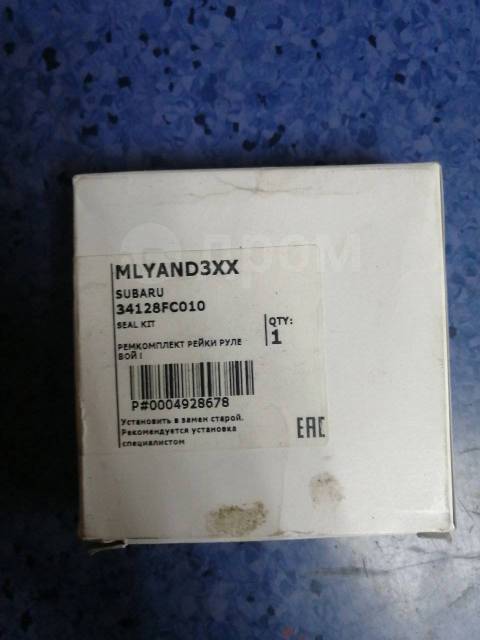 дром
MLYAND3XX
SUBARU
34128FC010
SEAL KIT
QTY:
1
РЕМКОМПЛЕКТ РЕЙКИ РУЛЕ
ВОЙ I
P#0004928678
Установить в замен старой.
Рекомендуется установка
специалистом
EAC